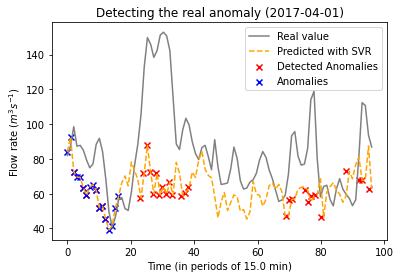 Detecting the real anomaly (2017-04-01)
Real value
Predicted with SVR
Detected Anomalies
Anomalies
Flow rate (m³s⁻¹)
140
120
100
80
60
40
0
20
40
60
80
100
Time (in periods of 15.0 min)